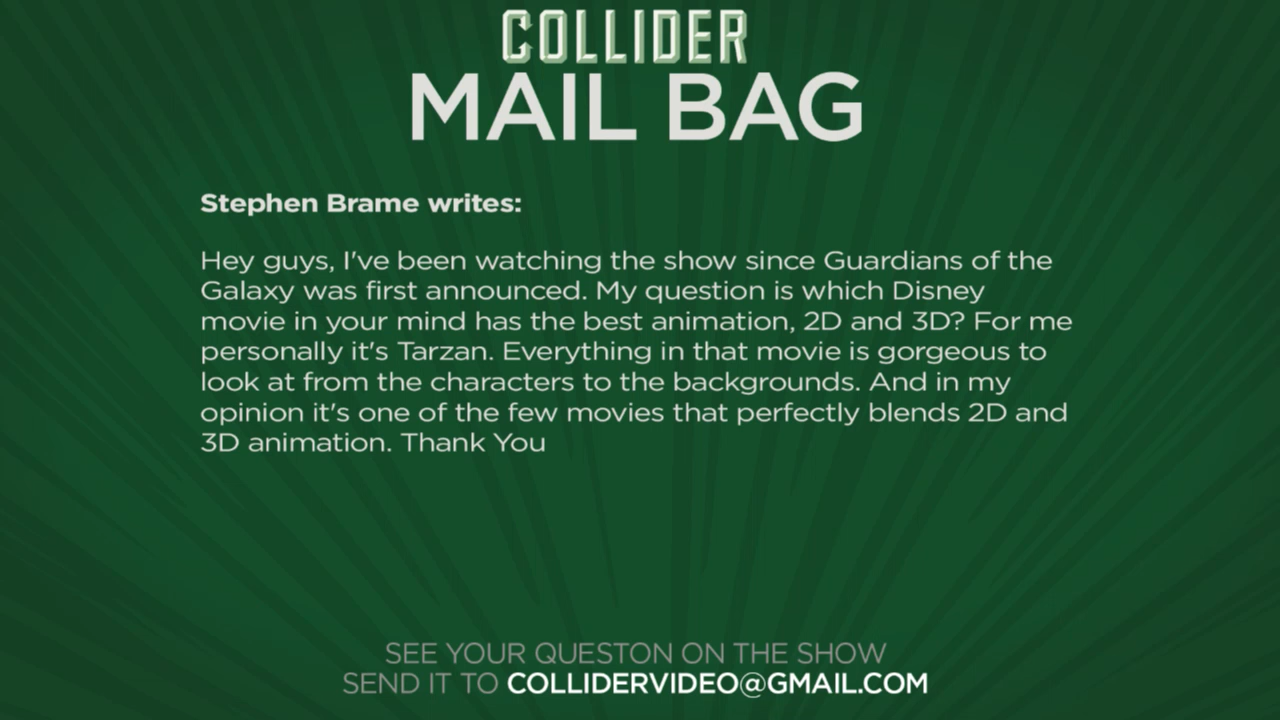 COLLIDER
MAIL BAG
Stephen Brame writes:
Hey guys, I've been watching the show since Guardians of the
Galaxy was first announced. My question is which Disney
movie in your mind has the best animation, 2D and 3D? For me
personally it's Tarzan. Everything in that movie is gorgeous to
look at from the characters to the backgrounds. And in my
opinion it's one of the few movies that perfectly blends 2D and
3D animation. Thank You
SEE YOUR QUESTON ON THE SHOW
SEND IT TO COLLIDERVIDEO@GMAIL.COM